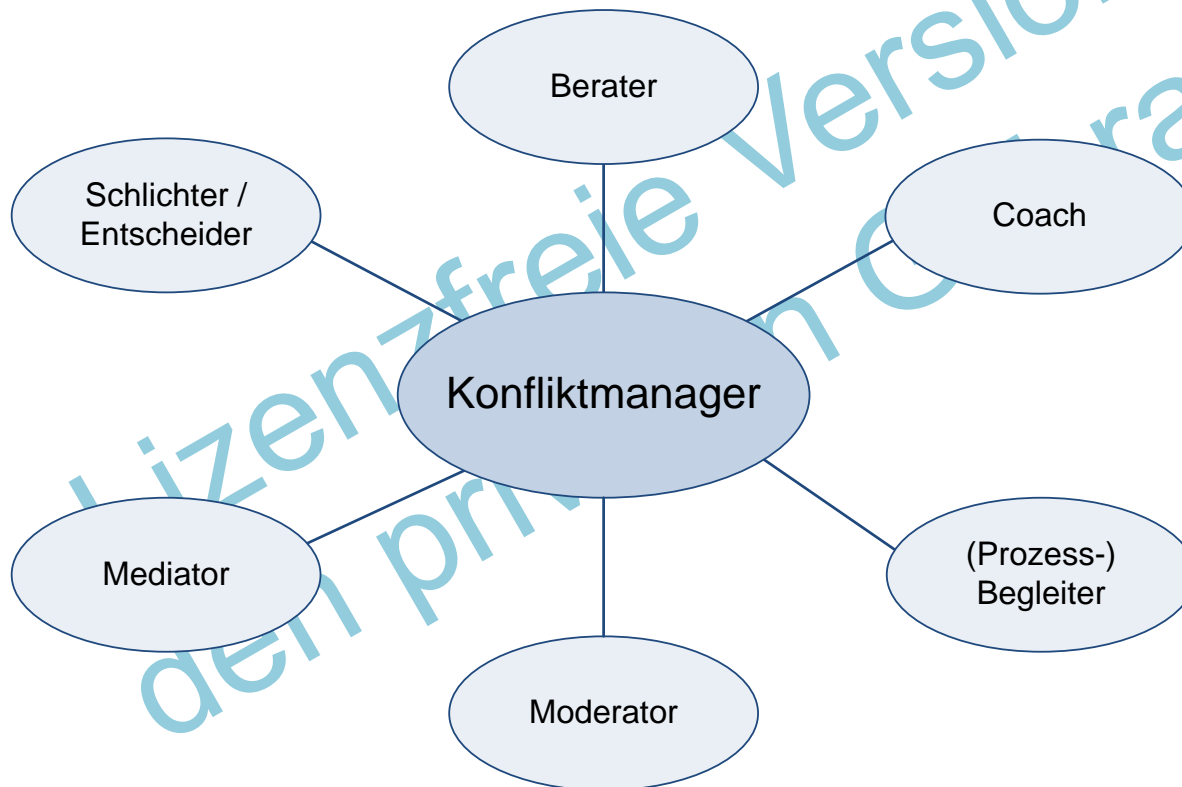 Berater
Schlichter /
Entscheider
Coach
Konfliktmanager
Mediator
(Prozess-)
Begleiter
Moderator
Lizenzfreie
den